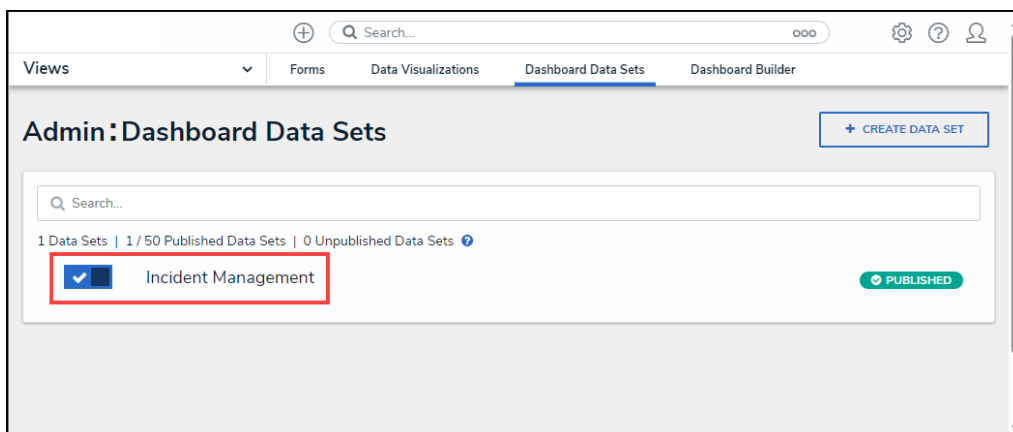 Search... ooo
Views Forms Data Visualizations Dashboard Data Sets Dashboard Builder
Admin:Dashboard Data Sets + CREATE DATA SET
Search...
1 Data Sets | 1 / 50 Published Data Sets | 0 Unpublished Data Sets ?
Incident Management PUBLISHED